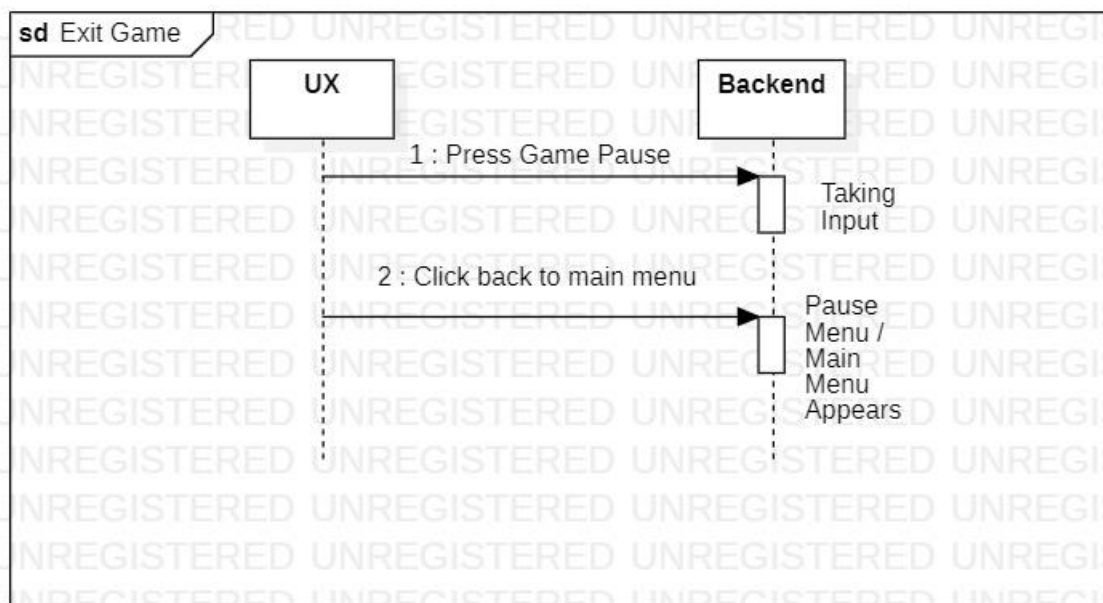 sd Exit Game
UX
Backend
1 : Press Game Pause
Taking
Input
2 : Click back to main menu
Pause
Menu /
Main
Menu
Appears
UNREGISTERED